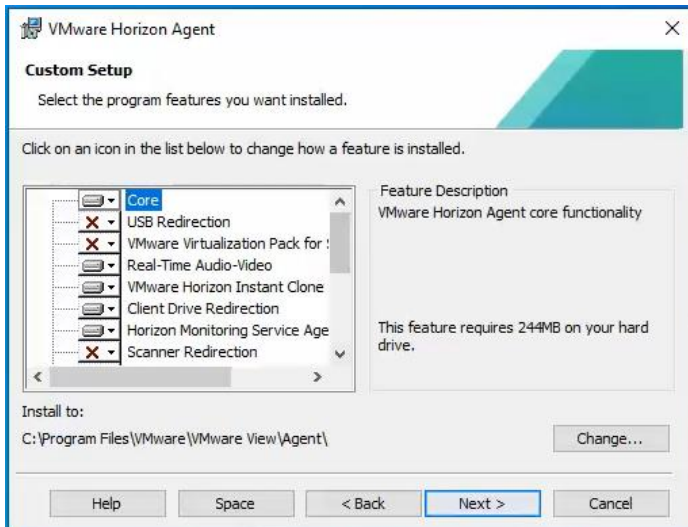 VMware Horizon Agent
Custom Setup
Select the program features you want installed.
Click on an icon in the list below to change how a feature is installed.
Core
USB Redirection
VMware Virtualization Pack for
Real-Time Audio-Video
VMware Horizon Instant Clone
Client Drive Redirection
Horizon Monitoring Service Age
Scanner Redirection
Feature Description
VMware Horizon Agent core functionality
This feature requires 244MB on your hard
drive.
Install to:
C:\Program Files\VMware\VMware View\Agent\
Change...
Help
Space
< Back
Next >
Cancel